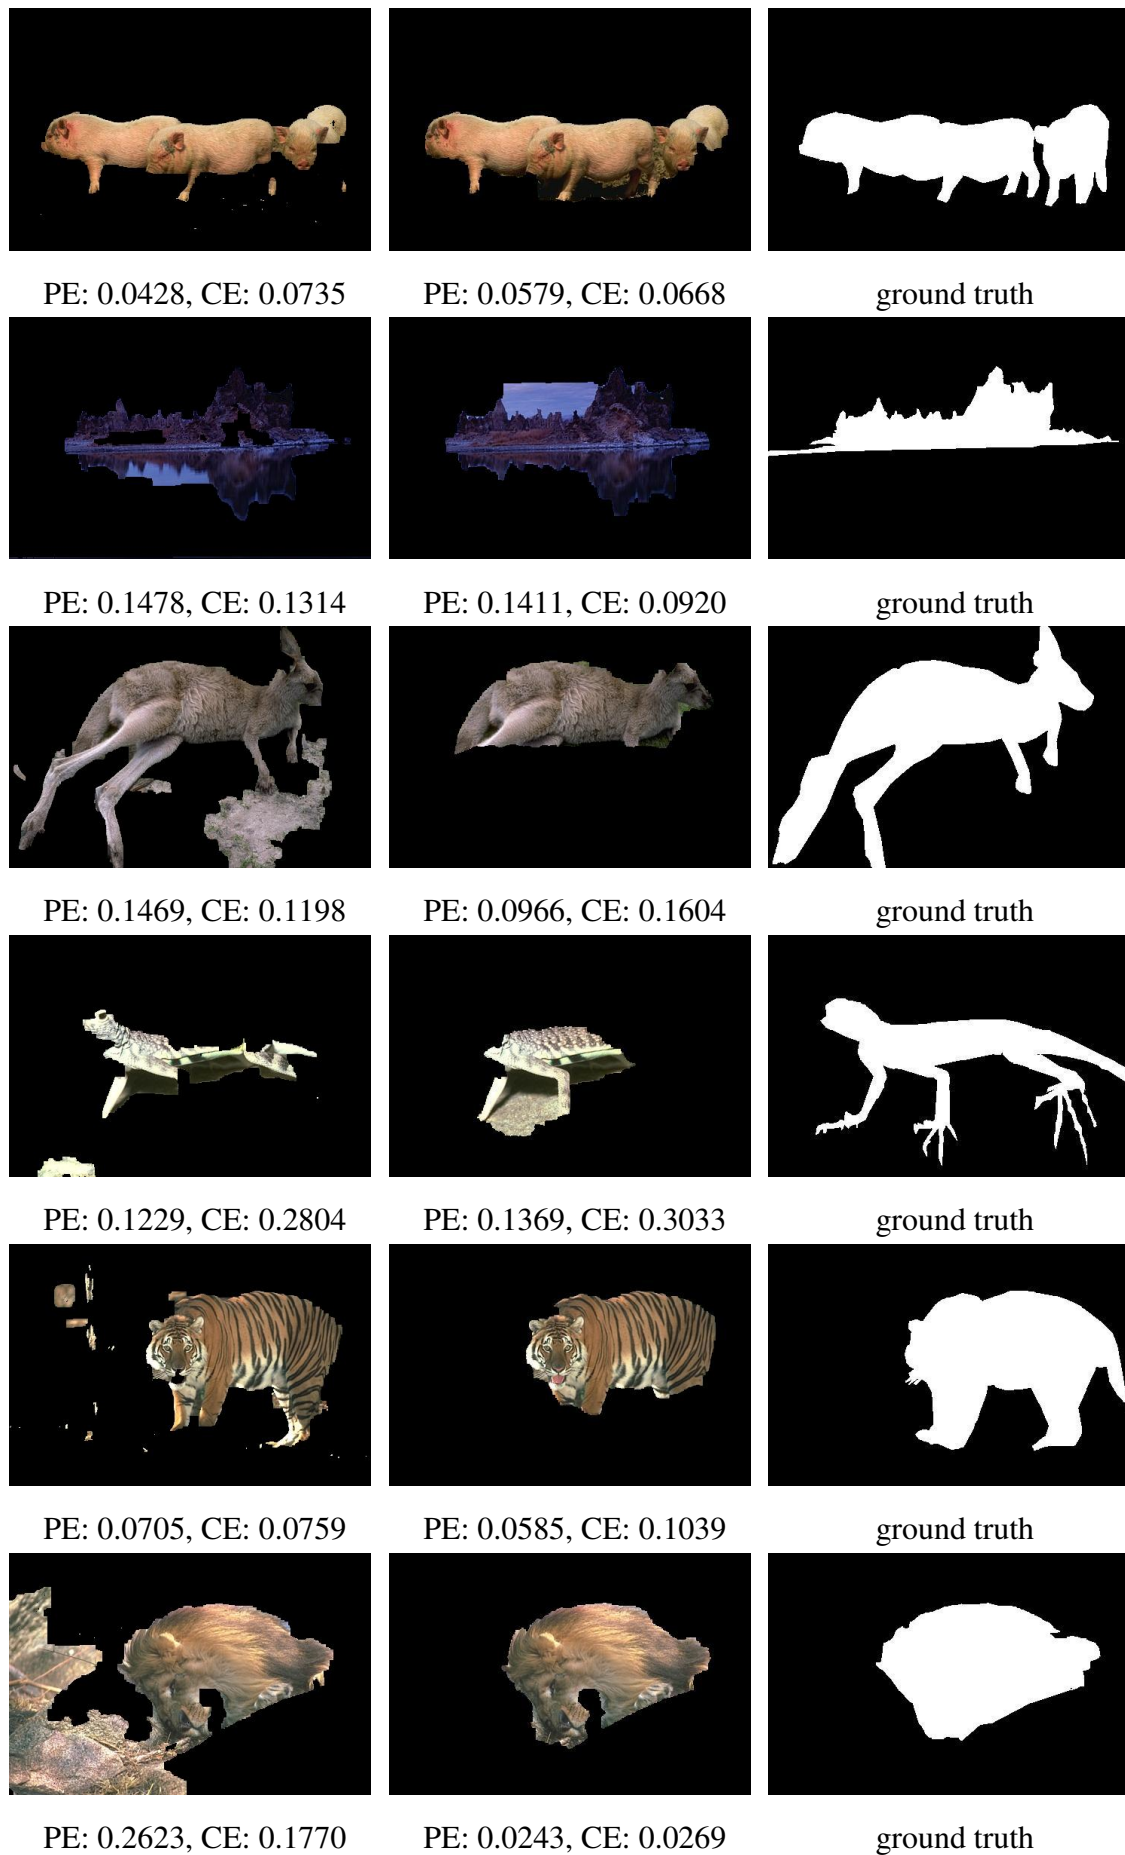 PE: 0.0428, CE: 0.0735 PE: 0.0579, CE: 0.0668 ground truth
PE: 0.1478, CE: 0.1314 PE: 0.1411, CE: 0.0920 ground truth
PE: 0.1469, CE: 0.1198 PE: 0.0966, CE: 0.1604 ground truth
PE: 0.1229, CE: 0.2804 PE: 0.1369, CE: 0.3033 ground truth
PE: 0.0705, CE: 0.0759 PE: 0.0585, CE: 0.1039 ground truth
PE: 0.2623, CE: 0.1770 PE: 0.0243, CE: 0.0269 ground truth